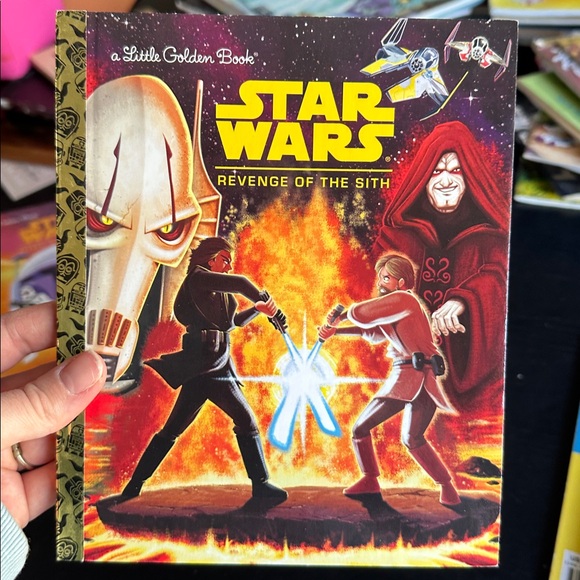 a Little Golden Book®
STAR
WARS®
REVENGE OF THE SITH